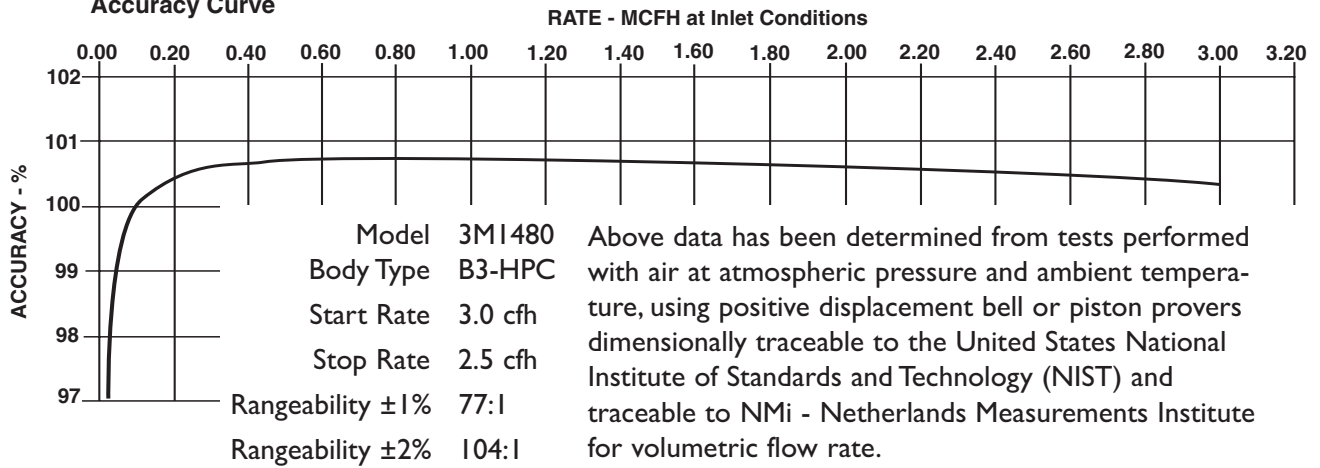 Accuracy Curve
RATE - MCFH at Inlet Conditions
0.00 0.20 0.40 0.60 0.80 1.00 1.20 1.40 1.60 1.80 2.00 2.20 2.40 2.60 2.80 3.00 3.20
102
101
100
99
98
97
ACCURACY - %
Model 3M1480
Body Type B3-HPC
Start Rate 3.0 cfh
Stop Rate 2.5 cfh
Rangeability ±1% 77:1
Rangeability ±2% 104:1
Above data has been determined from tests performed
with air at atmospheric pressure and ambient tempera-
ture, using positive displacement bell or piston provers
dimensionally traceable to the United States National
Institute of Standards and Technology (NIST) and
traceable to NMi - Netherlands Measurements Institute
for volumetric flow rate.